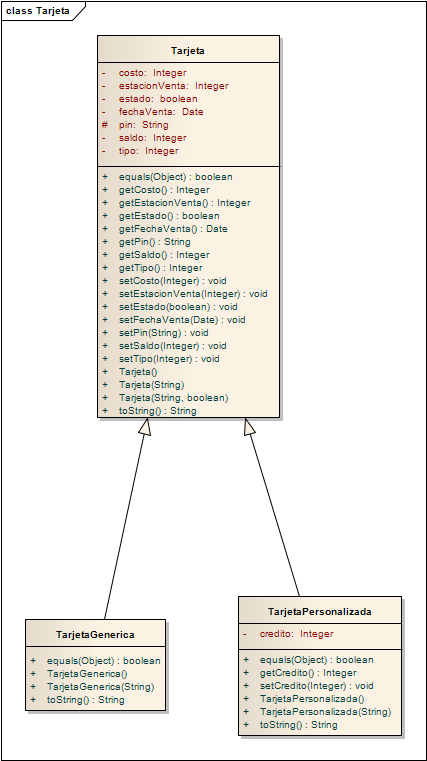 class Tarjeta
Tarjeta
- costo: Integer
- estacionVenta: Integer
- estado: boolean
- fechaVenta: Date
# pin: String
- saldo: Integer
- tipo: Integer
+ equals(Object) : boolean
+ getCosto() : Integer
+ getEstacionVenta() : Integer
+ getEstado() : boolean
+ getFechaVenta() : Date
+ getPin() : String
+ getSaldo() : Integer
+ getTipo() : Integer
+ setCosto(Integer) : void
+ setEstacionVenta(Integer) : void
+ setEstado(boolean) : void
+ setFechaVenta(Date) : void
+ setPin(String) : void
+ setSaldo(Integer) : void
+ setTipo(Integer) : void
+ Tarjeta()
+ Tarjeta(String)
+ Tarjeta(String, boolean)
+ toString() : String
TarjetaGenerica
+ equals(Object) : boolean
+ TarjetaGenerica()
+ TarjetaGenerica(String)
+ toString() : String
TarjetaPersonalizada
- credito: Integer
+ equals(Object) : boolean
+ getCredito() : Integer
+ setCredito(Integer) : void
+ TarjetaPersonalizada()
+ TarjetaPersonalizada(String)
+ toString() : String